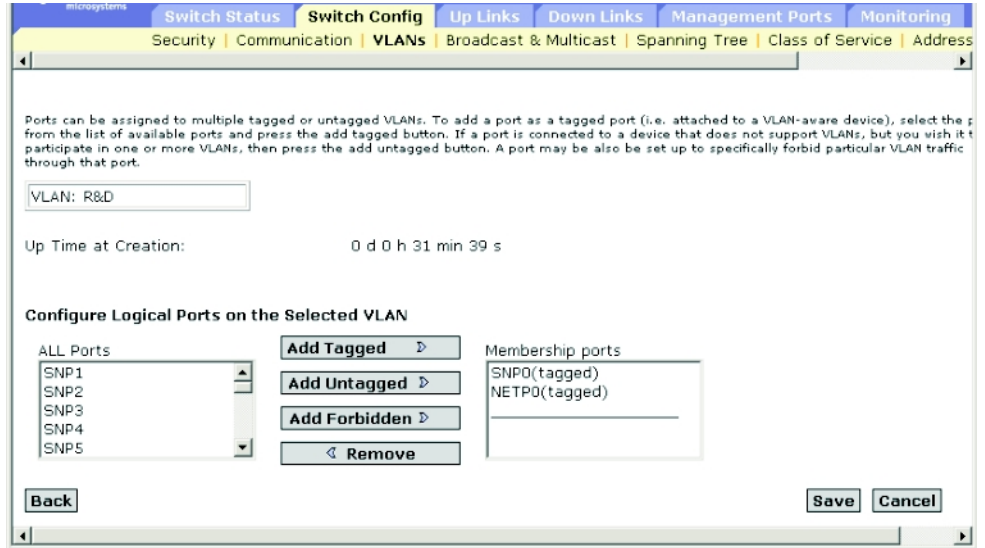 microsystems
Switch Status Switch Config Up Links Down Links Management Ports Monitoring
Security | Communication | VLANs | Broadcast & Multicast | Spanning Tree | Class of Service | Address
Ports can be assigned to multiple tagged or untagged VLANs. To add a port as a tagged port (i.e. attached to a VLAN-aware device), select the
from the list of available ports and press the add tagged button. If a port is connected to a device that does not support VLANs, but you wish it
participate in one or more VLANs, then press the add untagged button. A port may be also be set up to specifically forbid particular VLAN traffic
through that port.
VLAN: R&D
Up Time at Creation: 0 d 0 h 31 min 39 s
Configure Logical Ports on the Selected VLAN
ALL Ports
SNP1
SNP2
SNP3
SNP4
SNP5
Add Tagged
Add Untagged
Add Forbidden
Remove
Membership ports
SNP0(tagged)
NETP0(tagged)
Back
Save Cancel